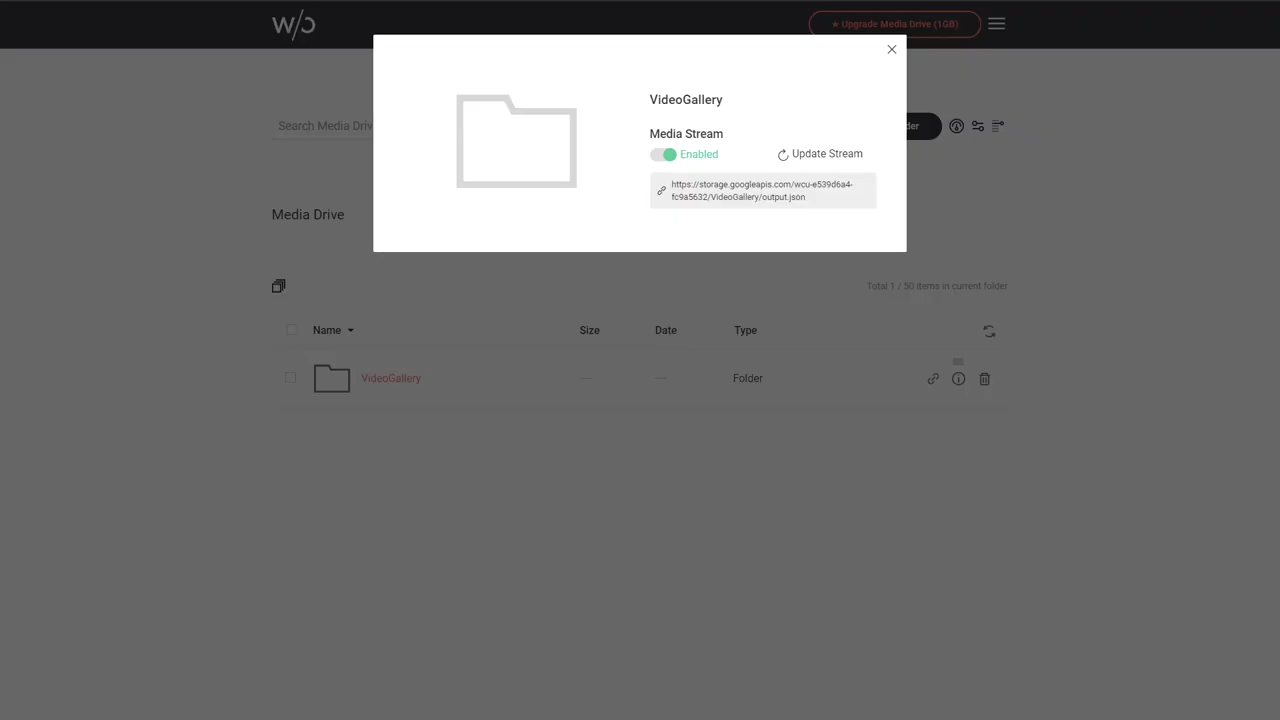 ★ Upgrade Media Drive (1GB)
VideoGallery
Media Stream
Enabled
Update Stream
https://storage.googleapis.com/wcu-e539d6a4-
fc9a5632/VideoGallery/output.json
Search Media Driv
der
Media Drive
Total 1 / 50 items in current folder
Name Size Date Type
VideoGallery — — Folder